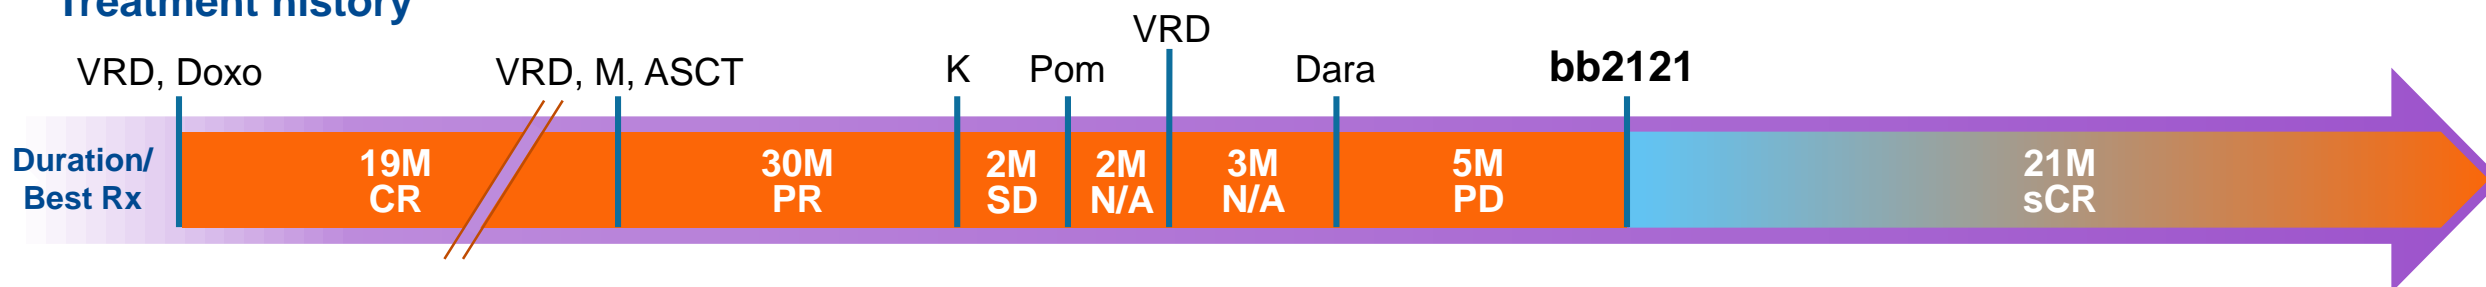 Treatment history
VRD
VRD, Doxo
VRD, M, ASCT
K
Pom
Dara
bb2121
Duration/
Best Rx
19M
CR
30M
PR
2M
SD
2M
N/A
3M
N/A
5M
PD
21M
sCR